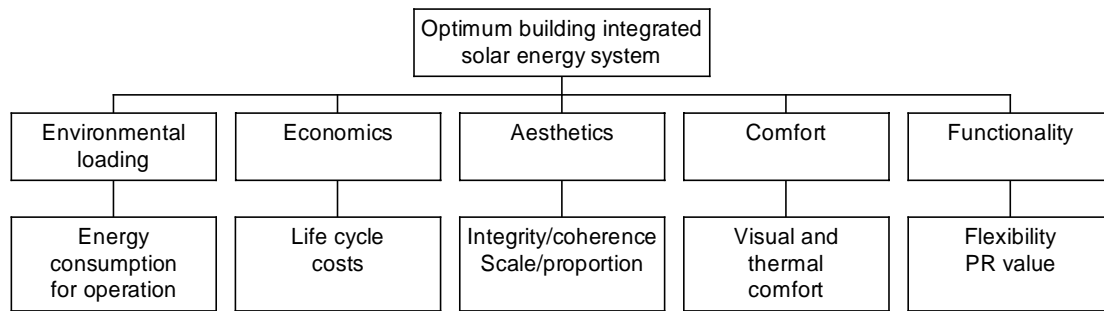 Optimum building integrated
solar energy system
Environmental
loading
Economics
Aesthetics
Comfort
Functionality
Energy
consumption
for operation
Life cycle
costs
Integrity/coherence
Scale/proportion
Visual and
thermal
comfort
Flexibility
PR value